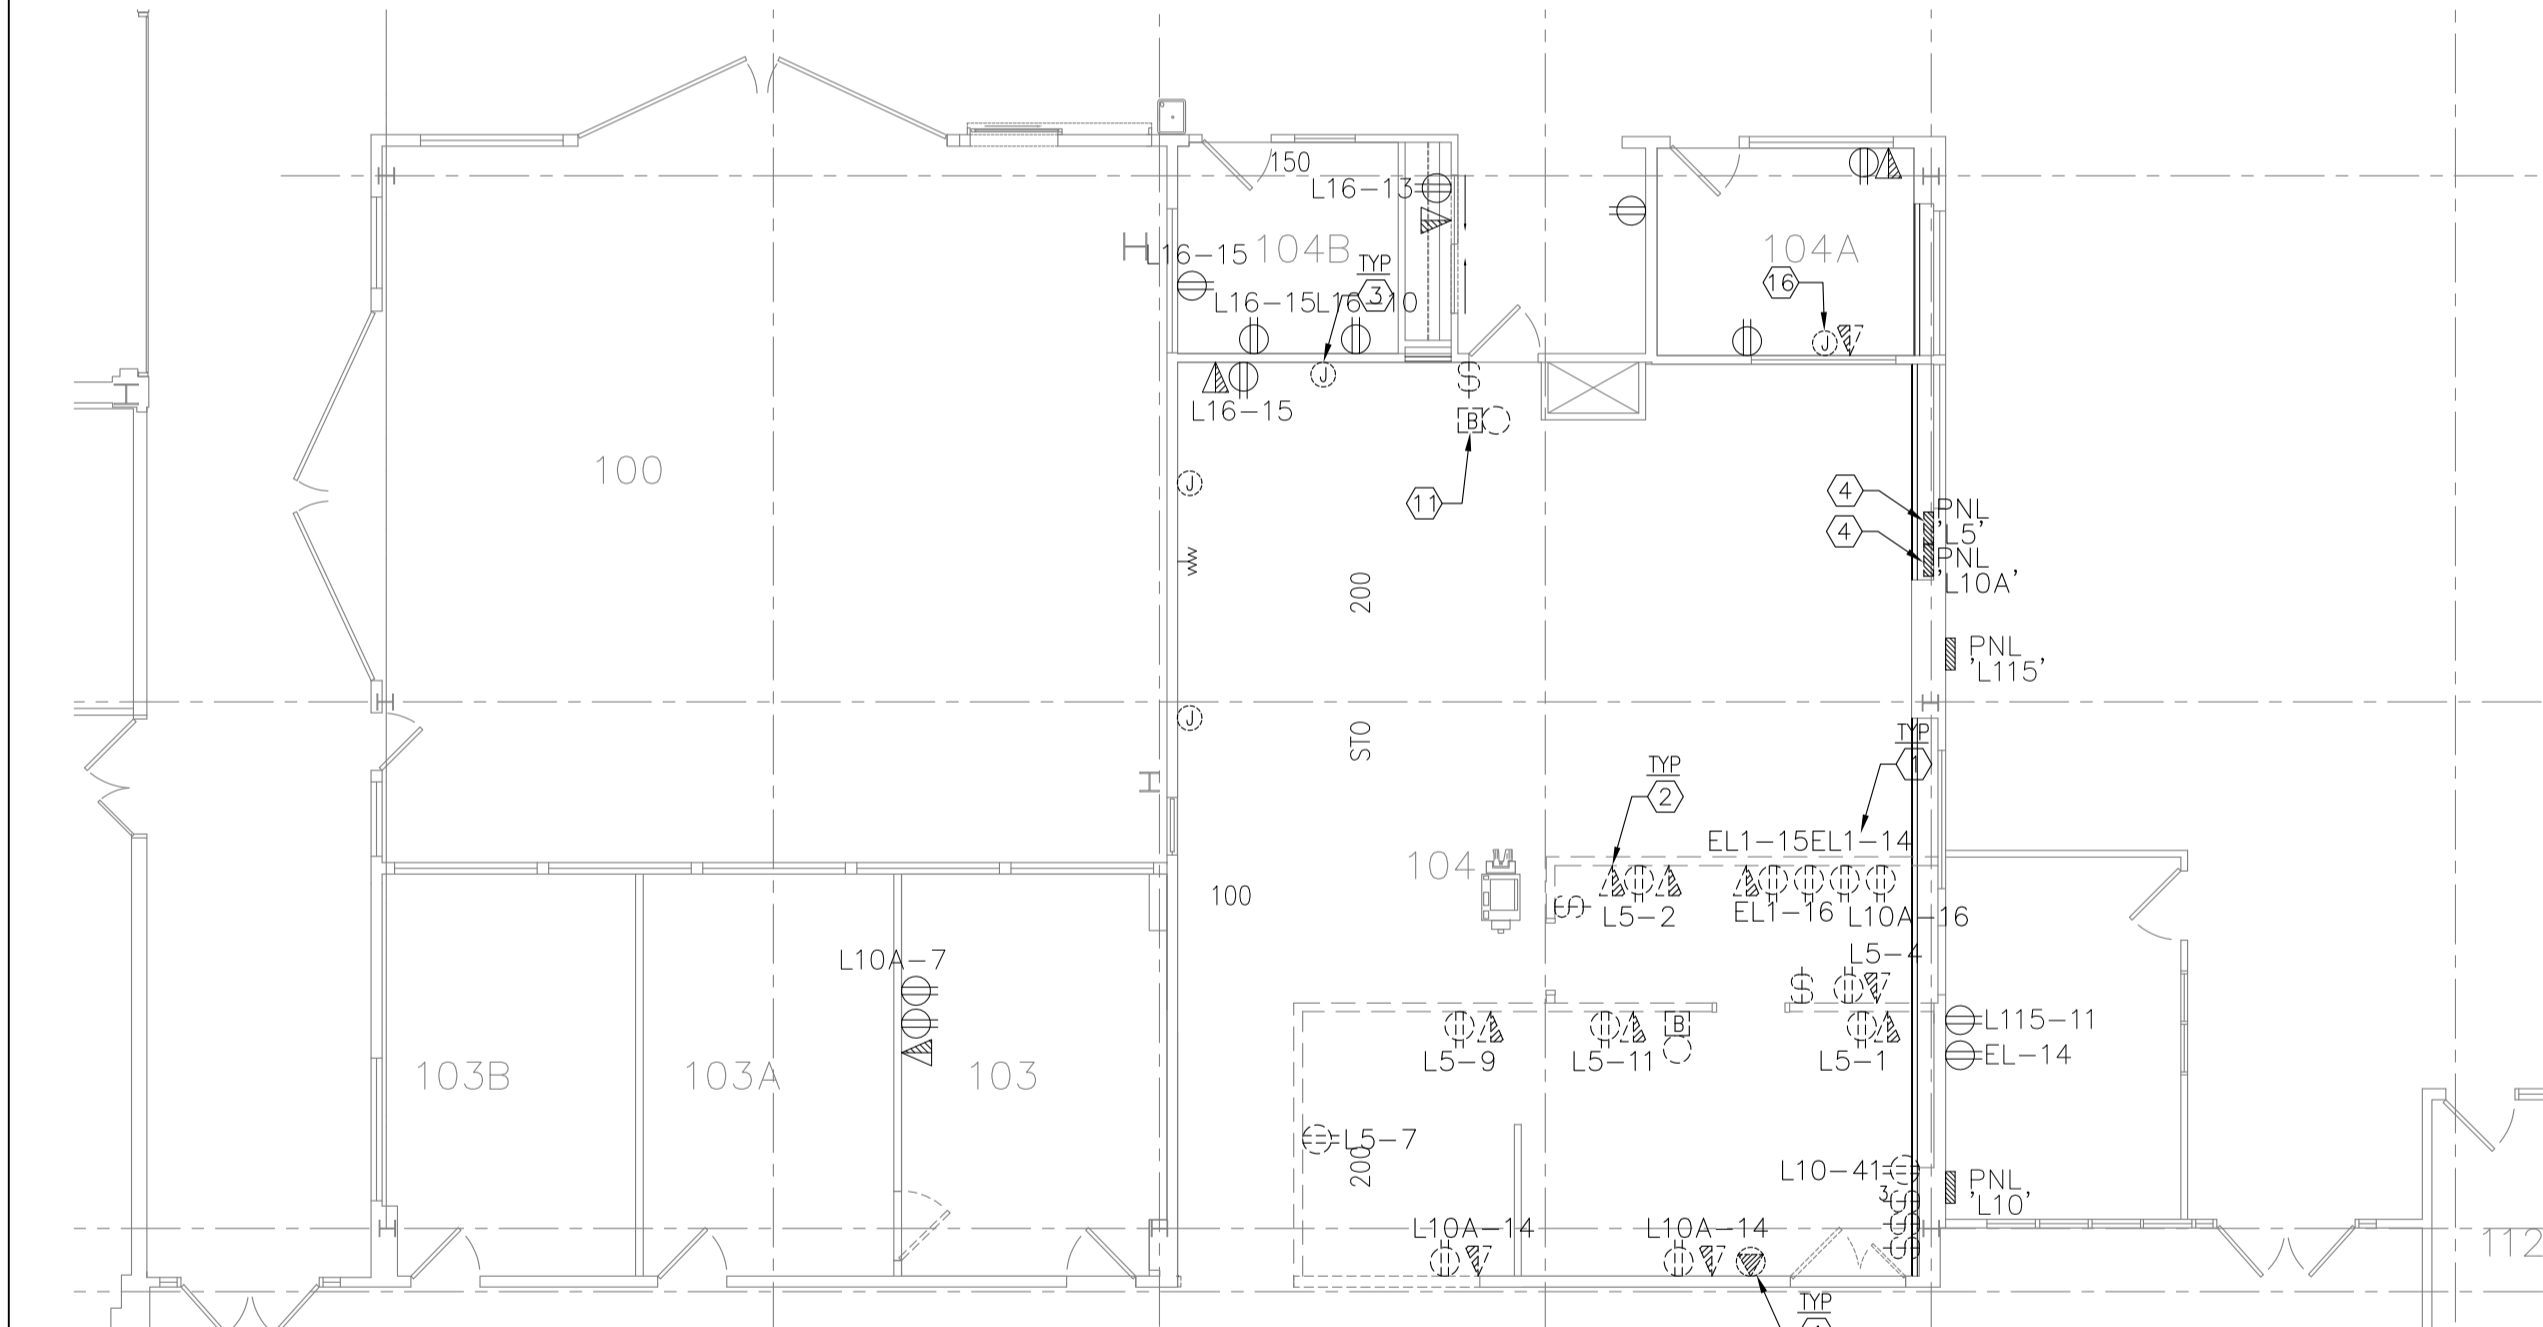 150
L16-13
104B
104A
L16-15
TYP
3
16
L16-15
L16-10
J
J
S
L16-15
B
100
J
11
4
PNL
'L5'
4
PNL
'L10A'
200
PNL
'L115'
J
STO
TYP
1
TYP
2
EL1-15
EL1-14
104
100
S
L5-2
EL1-16
L10A-16
L10A-7
L5-4
S
L115-11
B
EL-14
L5-9
L5-11
L5-1
103B
103A
103
L5-7
200
L10-41
PNL
'L10'
3
S
S
S
L10A-14
L10A-14
112
TYP